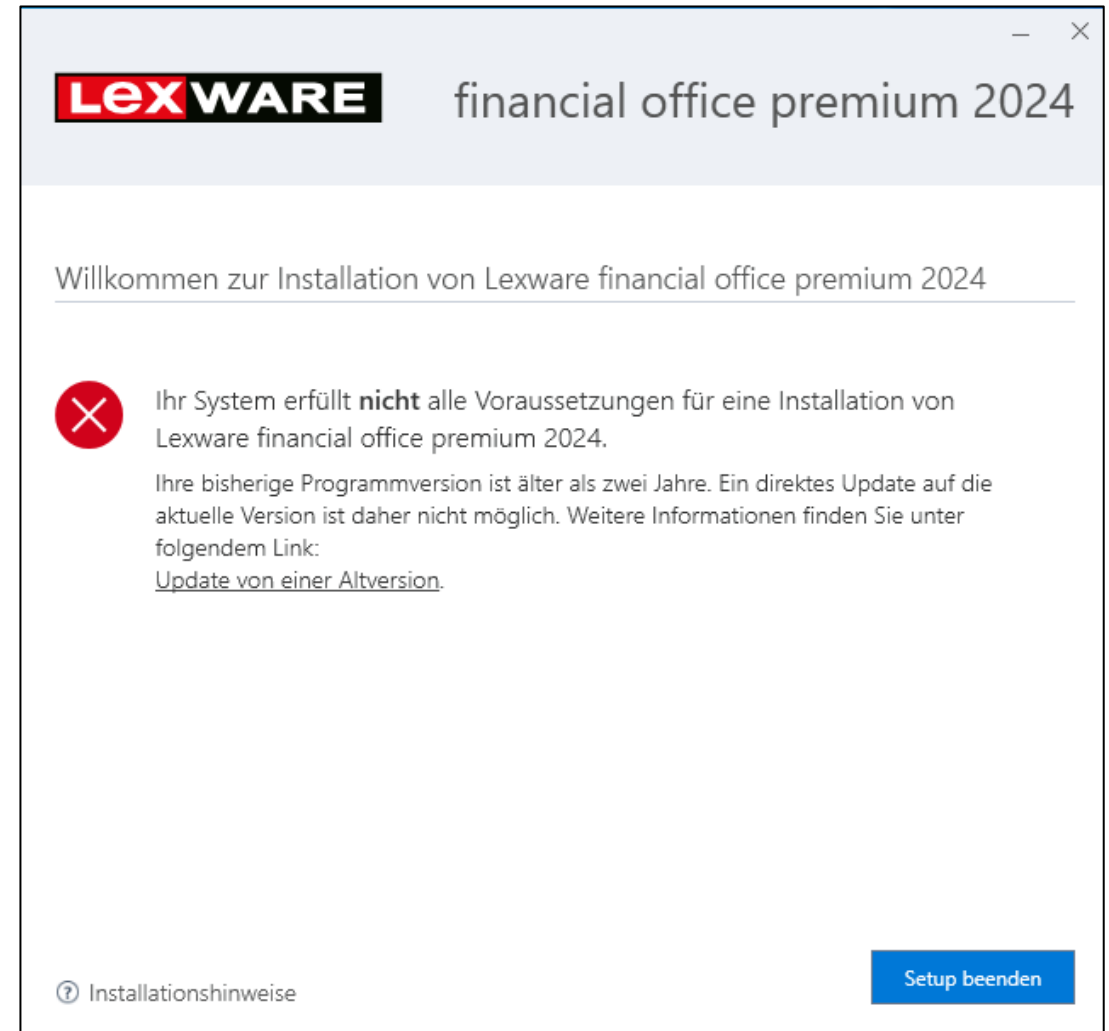 LEXWARE financial office premium 2024
Willkommen zur Installation von Lexware financial office premium 2024
Ihr System erfüllt nicht alle Voraussetzungen für eine Installation von
Lexware financial office premium 2024.
Ihre bisherige Programmversion ist älter als zwei Jahre. Ein direktes Update auf die
aktuelle Version ist daher nicht möglich. Weitere Informationen finden Sie unter
folgendem Link:
Update von einer Altversion.
? Installationshinweise
Setup beenden